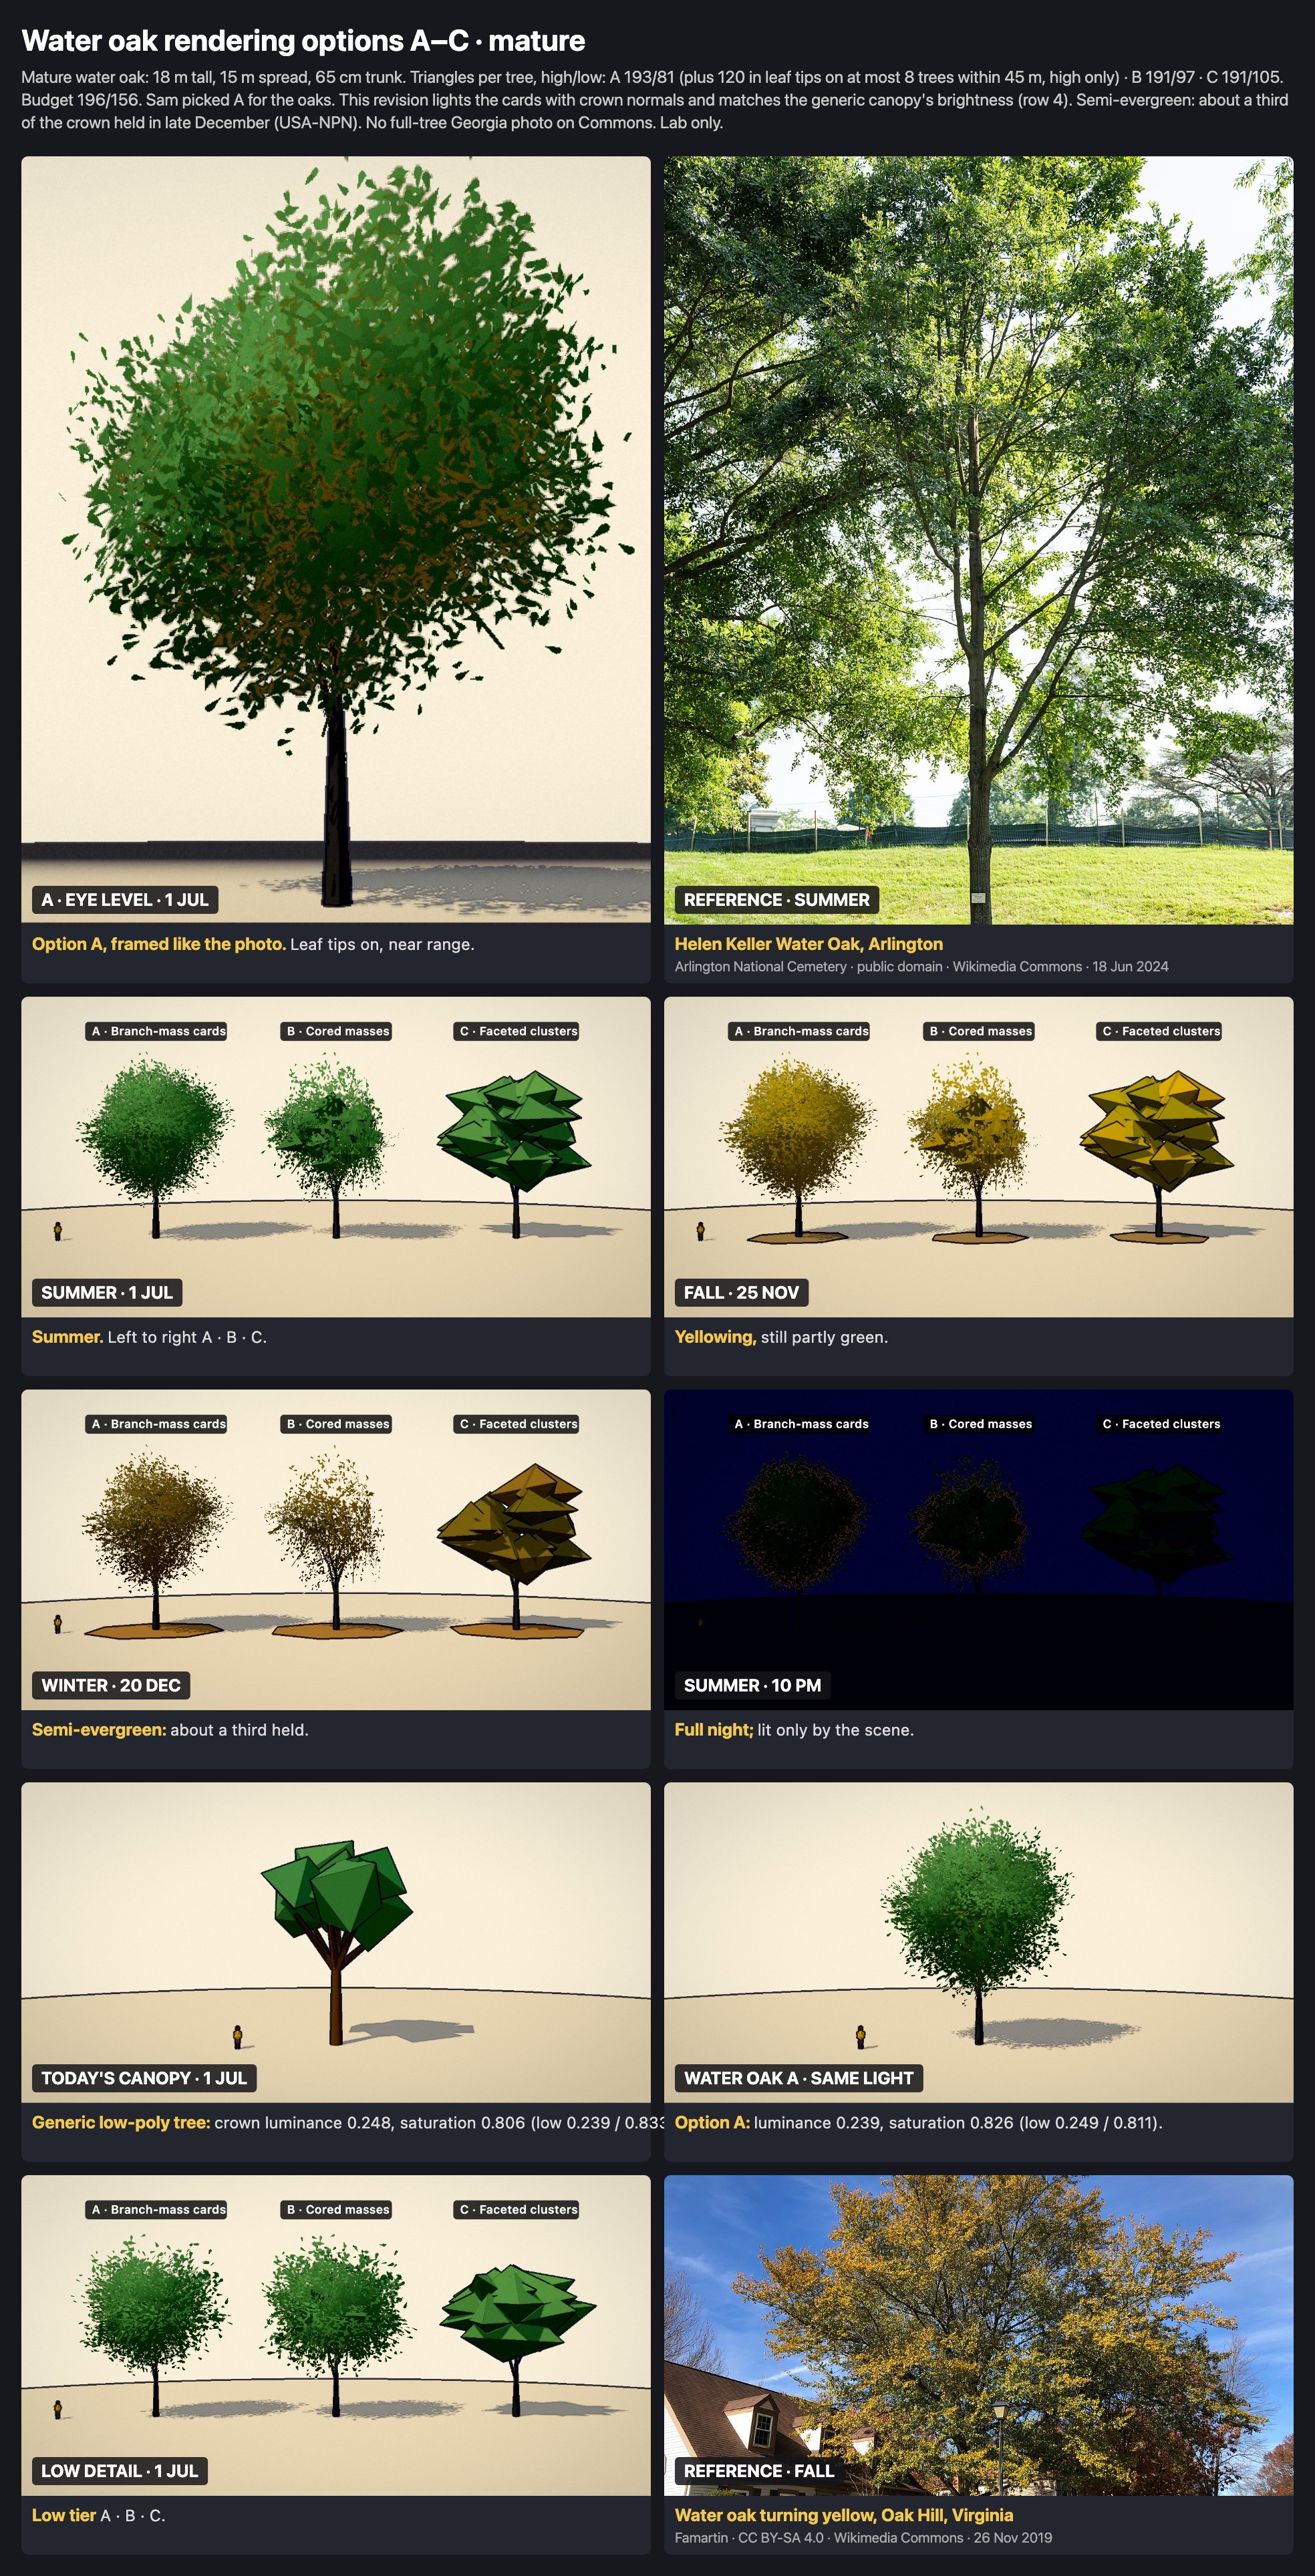 Water oak rendering options A–C · mature
Mature water oak: 18 m tall, 15 m spread, 65 cm trunk. Triangles per tree, high/low: A 193/81 (plus 120 in leaf tips on at most 8 trees within 45 m, high only) · B 191/97 · C 191/105.
Budget 196/156. Sam picked A for the oaks. This revision lights the cards with crown normals and matches the generic canopy's brightness (row 4). Semi-evergreen: about a third
of the crown held in late December (USA-NPN). No full-tree Georgia photo on Commons. Lab only.
A · EYE LEVEL · 1 JUL
REFERENCE · SUMMER
Option A, framed like the photo. Leaf tips on, near range.
Helen Keller Water Oak, Arlington
Arlington National Cemetery · public domain · Wikimedia Commons · 18 Jun 2024
A · Branch-mass cards
B · Cored masses
C · Faceted clusters
A · Branch-mass cards
B · Cored masses
C · Faceted clusters
SUMMER · 1 JUL
FALL · 25 NOV
Summer. Left to right A · B · C.
Yellowing, still partly green.
A · Branch-mass cards
B · Cored masses
C · Faceted clusters
A · Branch-mass cards
B · Cored masses
C · Faceted clusters
WINTER · 20 DEC
SUMMER · 10 PM
Semi-evergreen: about a third held.
Full night; lit only by the scene.
TODAY'S CANOPY · 1 JUL
WATER OAK A · SAME LIGHT
Generic low-poly tree: crown luminance 0.248, saturation 0.806 (low 0.239 / 0.833
Option A: luminance 0.239, saturation 0.826 (low 0.249 / 0.811).
A · Branch-mass cards
B · Cored masses
C · Faceted clusters
LOW DETAIL · 1 JUL
REFERENCE · FALL
Low tier A · B · C.
Water oak turning yellow, Oak Hill, Virginia
Famartin · CC BY-SA 4.0 · Wikimedia Commons · 26 Nov 2019